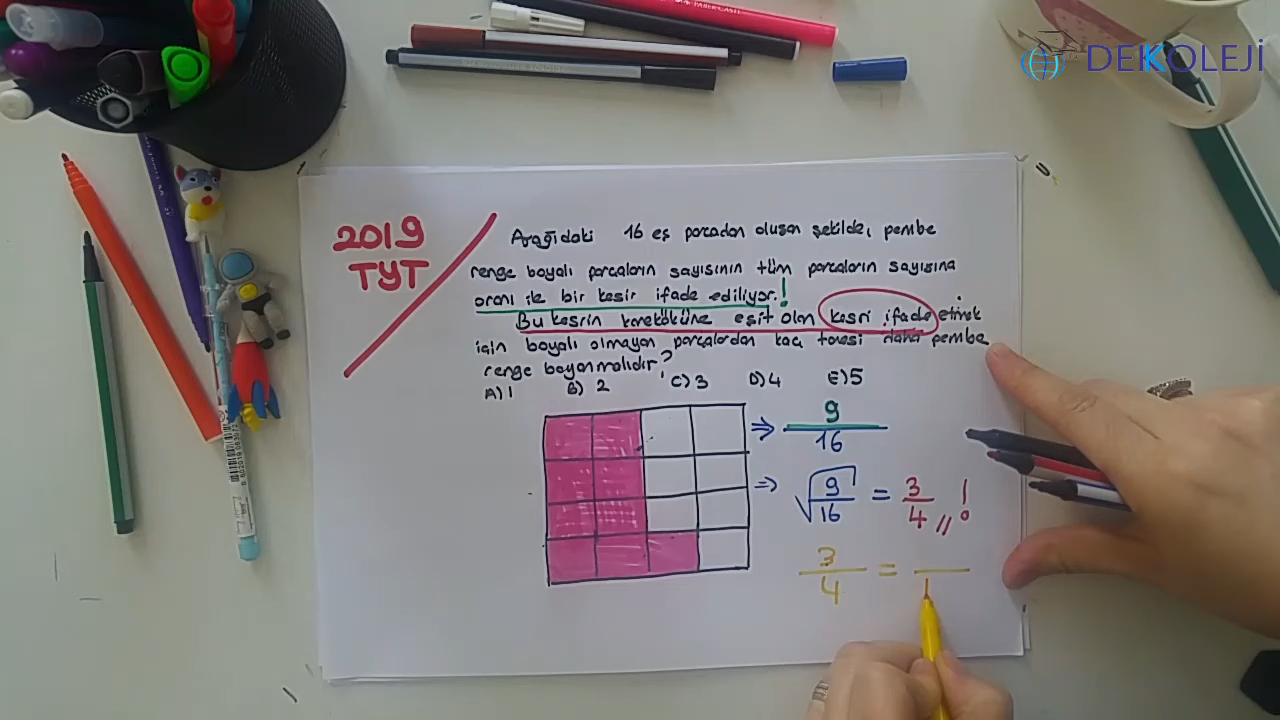 DEKOLEJİ
2019
TYT
Aşağıdaki 16 eş parçadan oluşan şekilde, pembe
renge boyalı parçaların sayısının tüm parçaların sayısına
oranı ile bir kesir ifade ediliyor.!
Bu kesrin kareköküne eşit olan kesri ifade etmek
için boyalı olmayan parçalardan kaç tanesi daha pembe
renge boyanmalıdır?
A) 1 B) 2 C) 3 D) 4 E) 5
⇒ 9/16
⇒ √9/16 = 3/4 ,, !
3/4 = /1